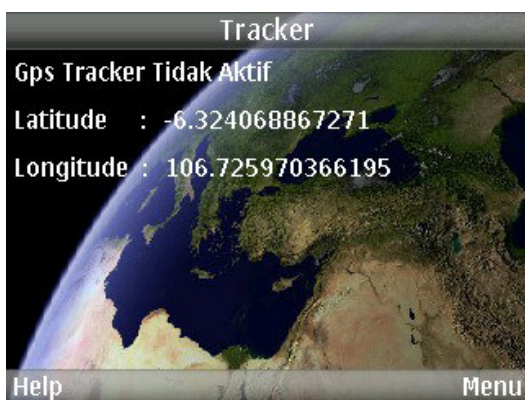 Tracker
Gps Tracker Tidak Aktif
Latitude : -6.324068867271
Longitude : 106.725970366195
Help Menu